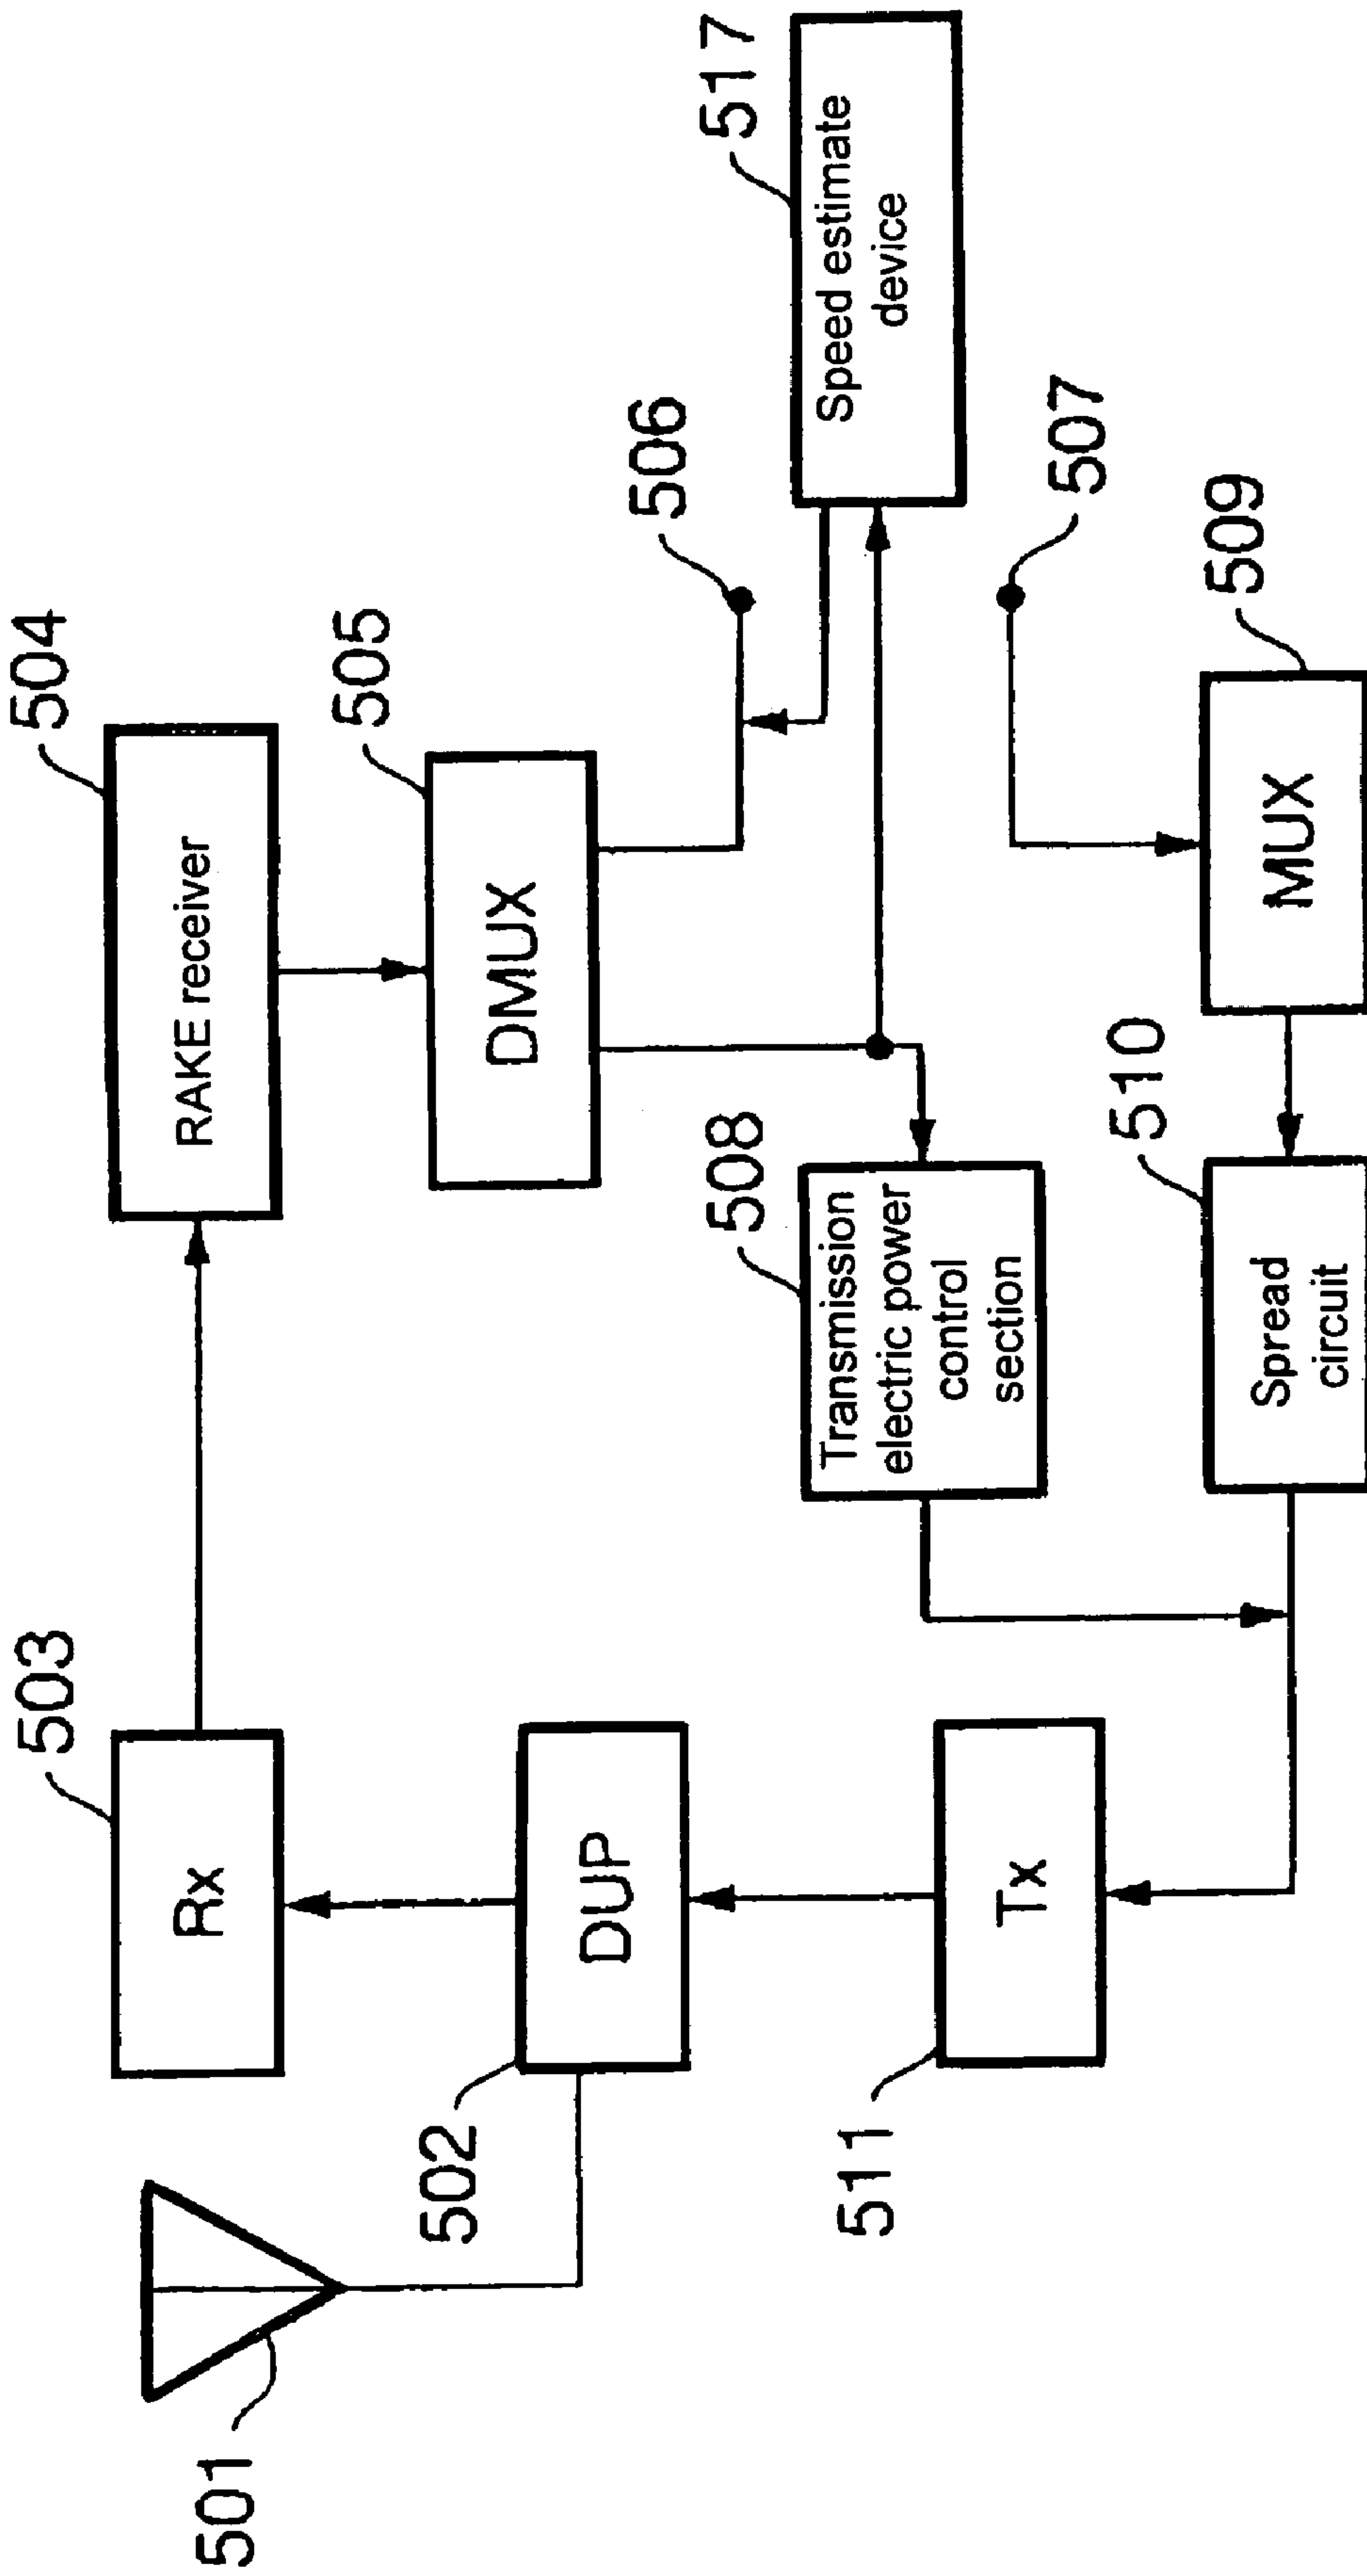 503
Rx
504
RAKE receiver
501
502
DUP
505
DMUX
506
517
Speed estimate
device
508
Transmission
electric power
control
section
511
Tx
507
510
Spread
circuit
509
MUX